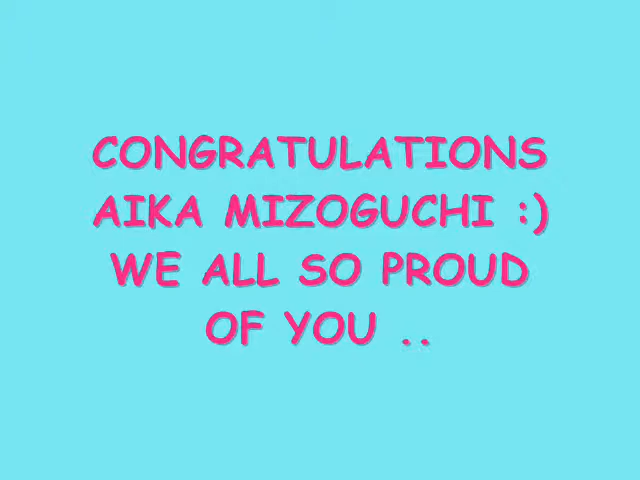 CONGRATULATIONS
AIKA MIZOGUCHI :)
WE ALL SO PROUD
OF YOU ..